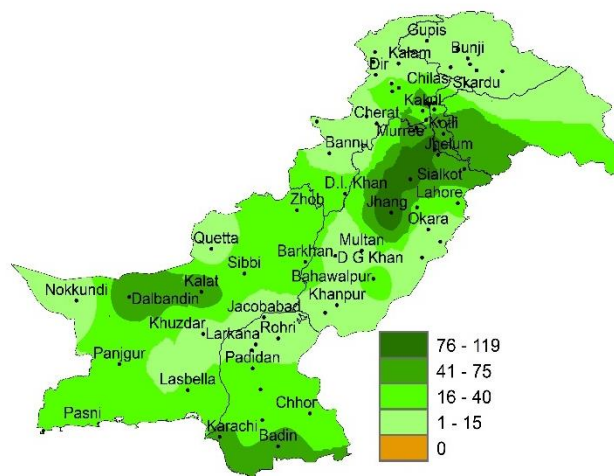 Gupis
Bunji
Kalam
Dir
Chilas
Skardu
Kakul
Cherat
Kotli
Murree
Bannu
Jhelum
Sialkot
D.I. Khan
Lahore
Zhob
Jhang
Okara
Quetta
Multan
Barkhan
D G Khan
Sibbi
Bahawalpur
Kalat
Nokkundi
Dalbandin
Khanpur
Jacobabad
Khuzdar
Larkana
Rohri
Panjgur
Padidan
Lasbella
Chhor
Pasni
Karachi
Badin
76 - 119
41 - 75
16 - 40
1 - 15
0